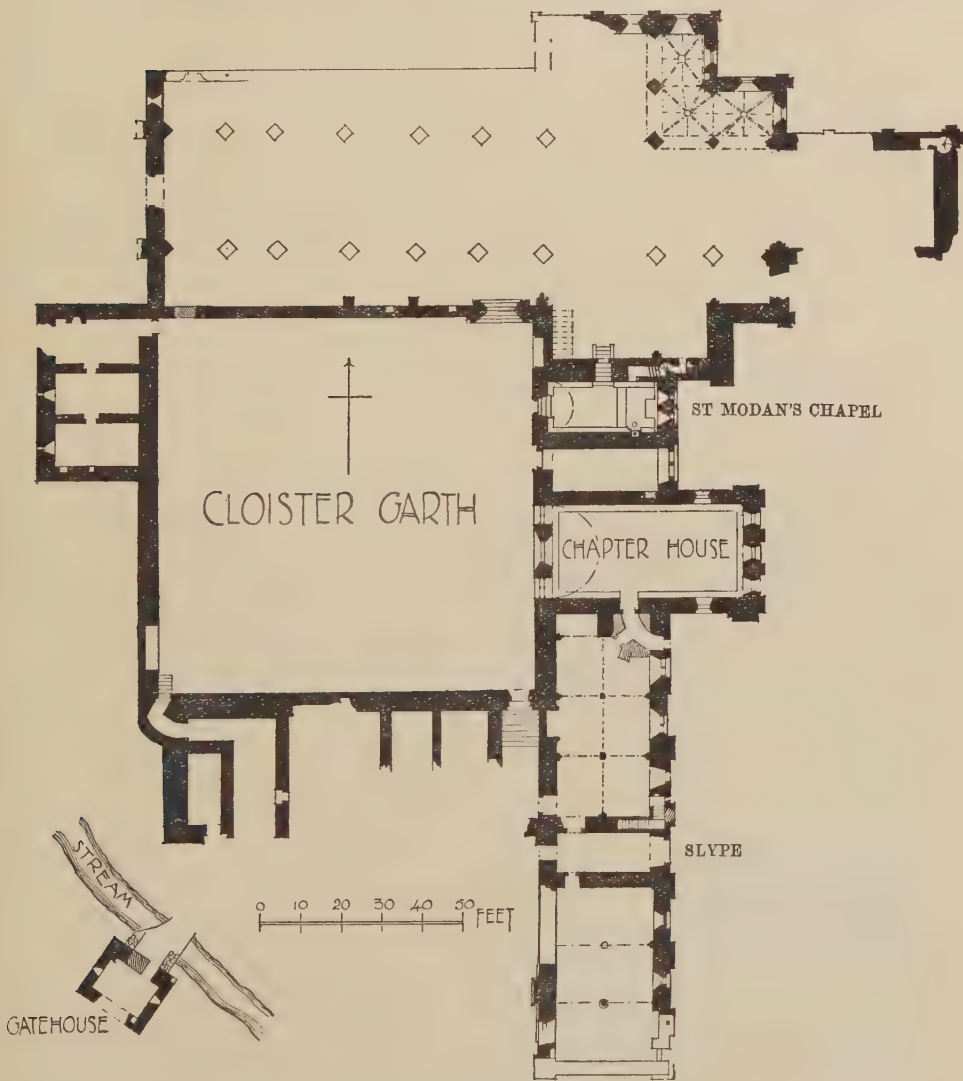 ST MODAN'S CHAPEL
CLOISTER GARTH
CHAPTER HOUSE
SLYPE
STREAM
0 10 20 30 40 50 FEET
GATEHOUSE